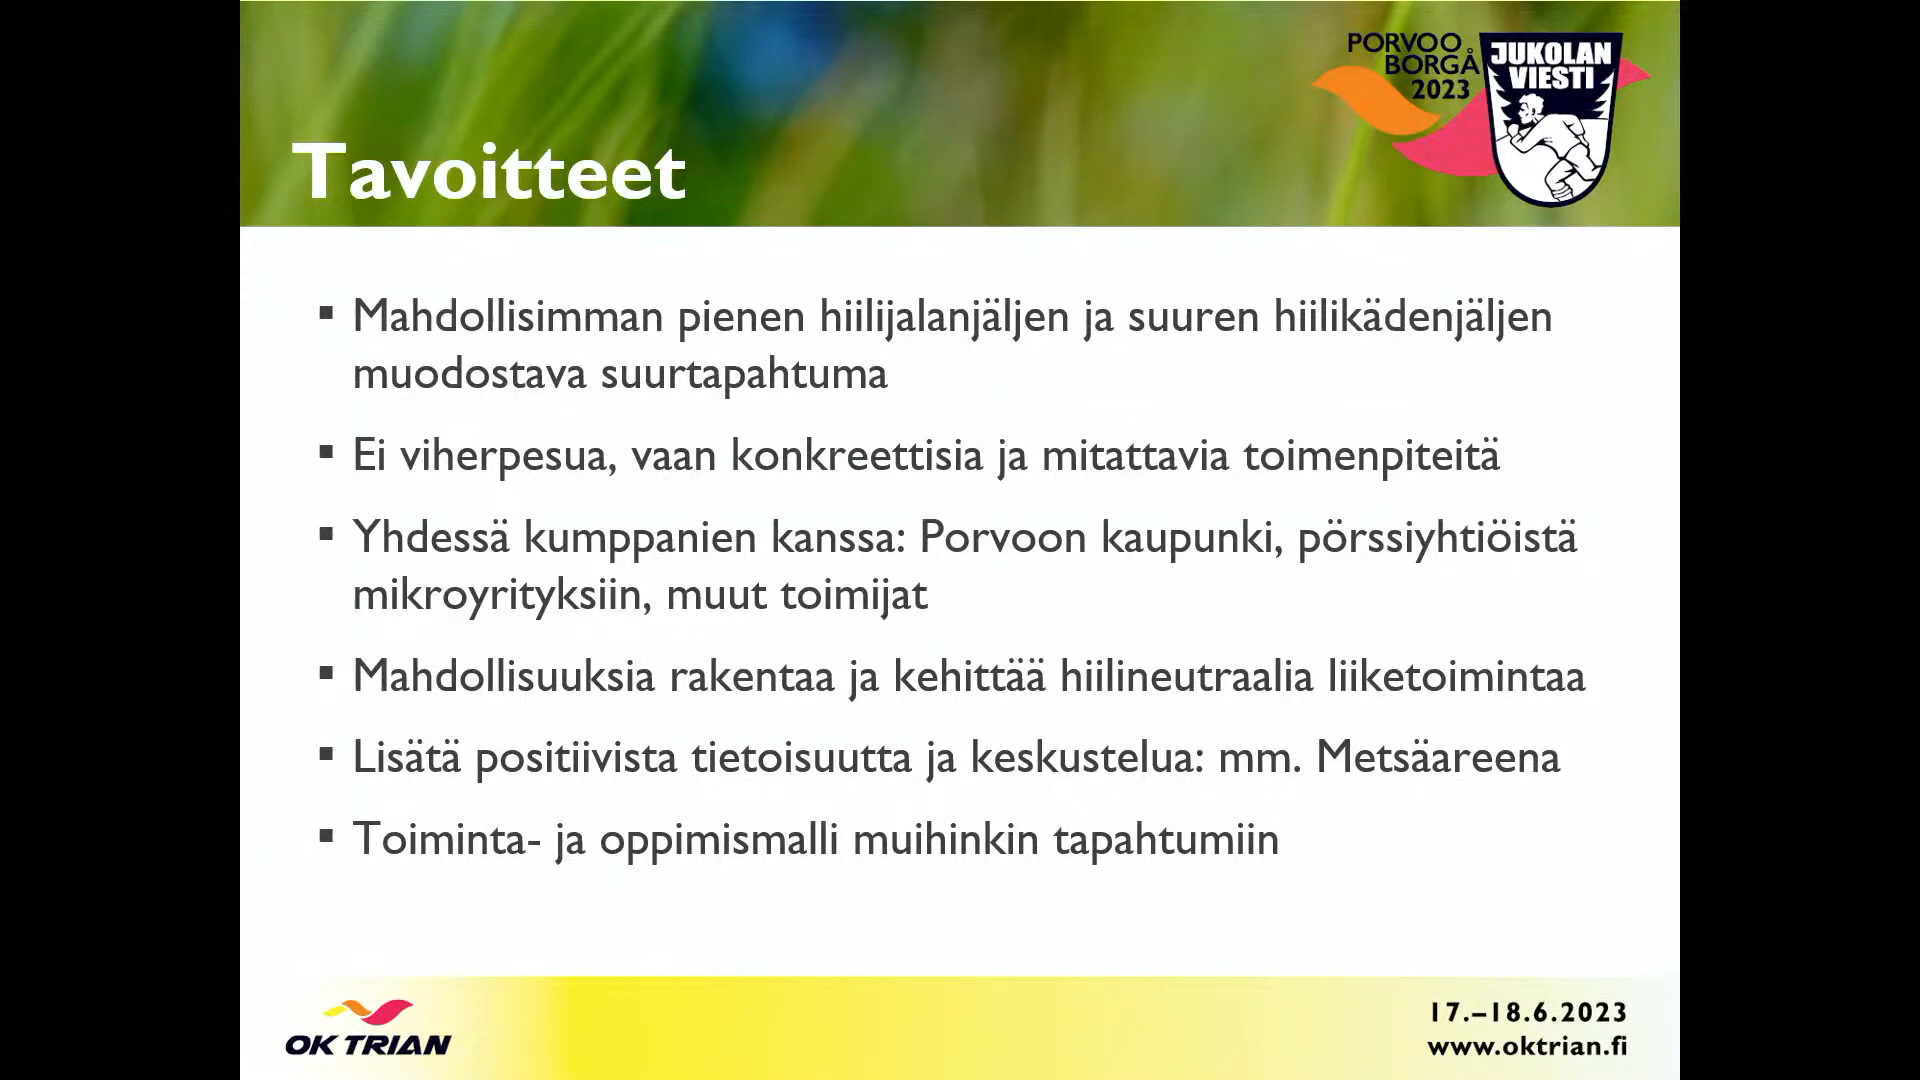 PORVOO
BORGÅ
2023
JUKOLAN
VIESTI
Tavoitteet
▪ Mahdollisimman pienen hiilijalanjäljen ja suuren hiilikädenjäljen
muodostava suurtapahtuma
▪ Ei viherpesua, vaan konkreettisia ja mitattavia toimenpiteitä
▪ Yhdessä kumppanien kanssa: Porvoon kaupunki, pörssiyhtiöistä
mikroyrityksiin, muut toimijat
▪ Mahdollisuuksia rakentaa ja kehittää hiilineutraalia liiketoimintaa
▪ Lisätä positiivista tietoisuutta ja keskustelua: mm. Metsäareena
▪ Toiminta- ja oppimismalli muihinkin tapahtumiin
OK TRIAN
17.–18.6.2023
www.oktrian.fi